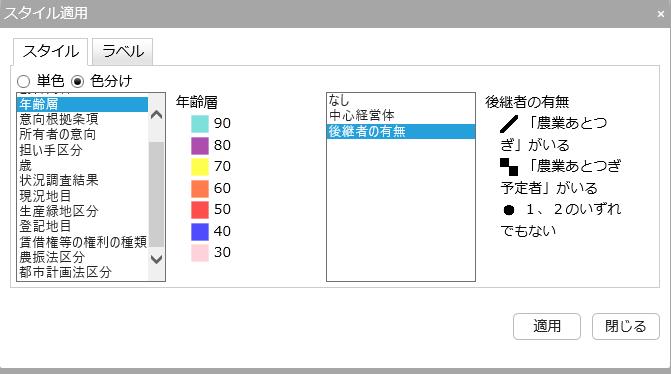 スタイル適用
×
スタイル
ラベル
単色
色分け
年齢層
意向根拠条項
所有者の意向
担い手区分
歳
状況調査結果
現況地目
生産緑地区分
登記地目
賃借権等の権利の種類
農振法区分
都市計画法区分
年齢層
90
80
70
60
50
40
30
なし
中心経営体
後継者の有無
後継者の有無
「農業あとつ
ぎ」がいる
「農業あとつぎ
予定者」がいる
１、２のいずれ
でもない
適用
閉じる